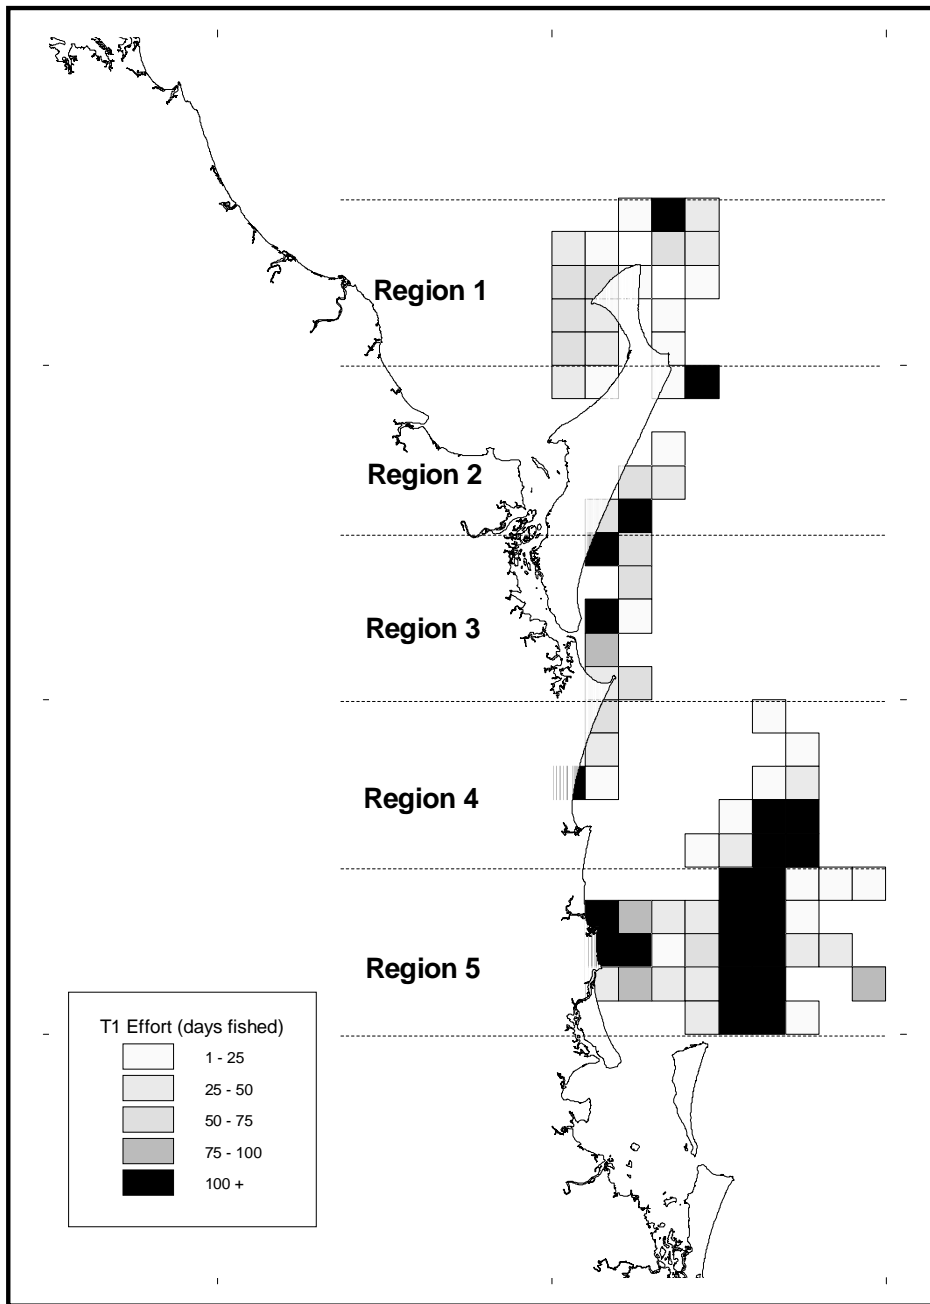 Region 1
Region 2
Region 3
Region 4
Region 5
T1 Effort (days fished)
1 - 25
25 - 50
50 - 75
75 - 100
100 +